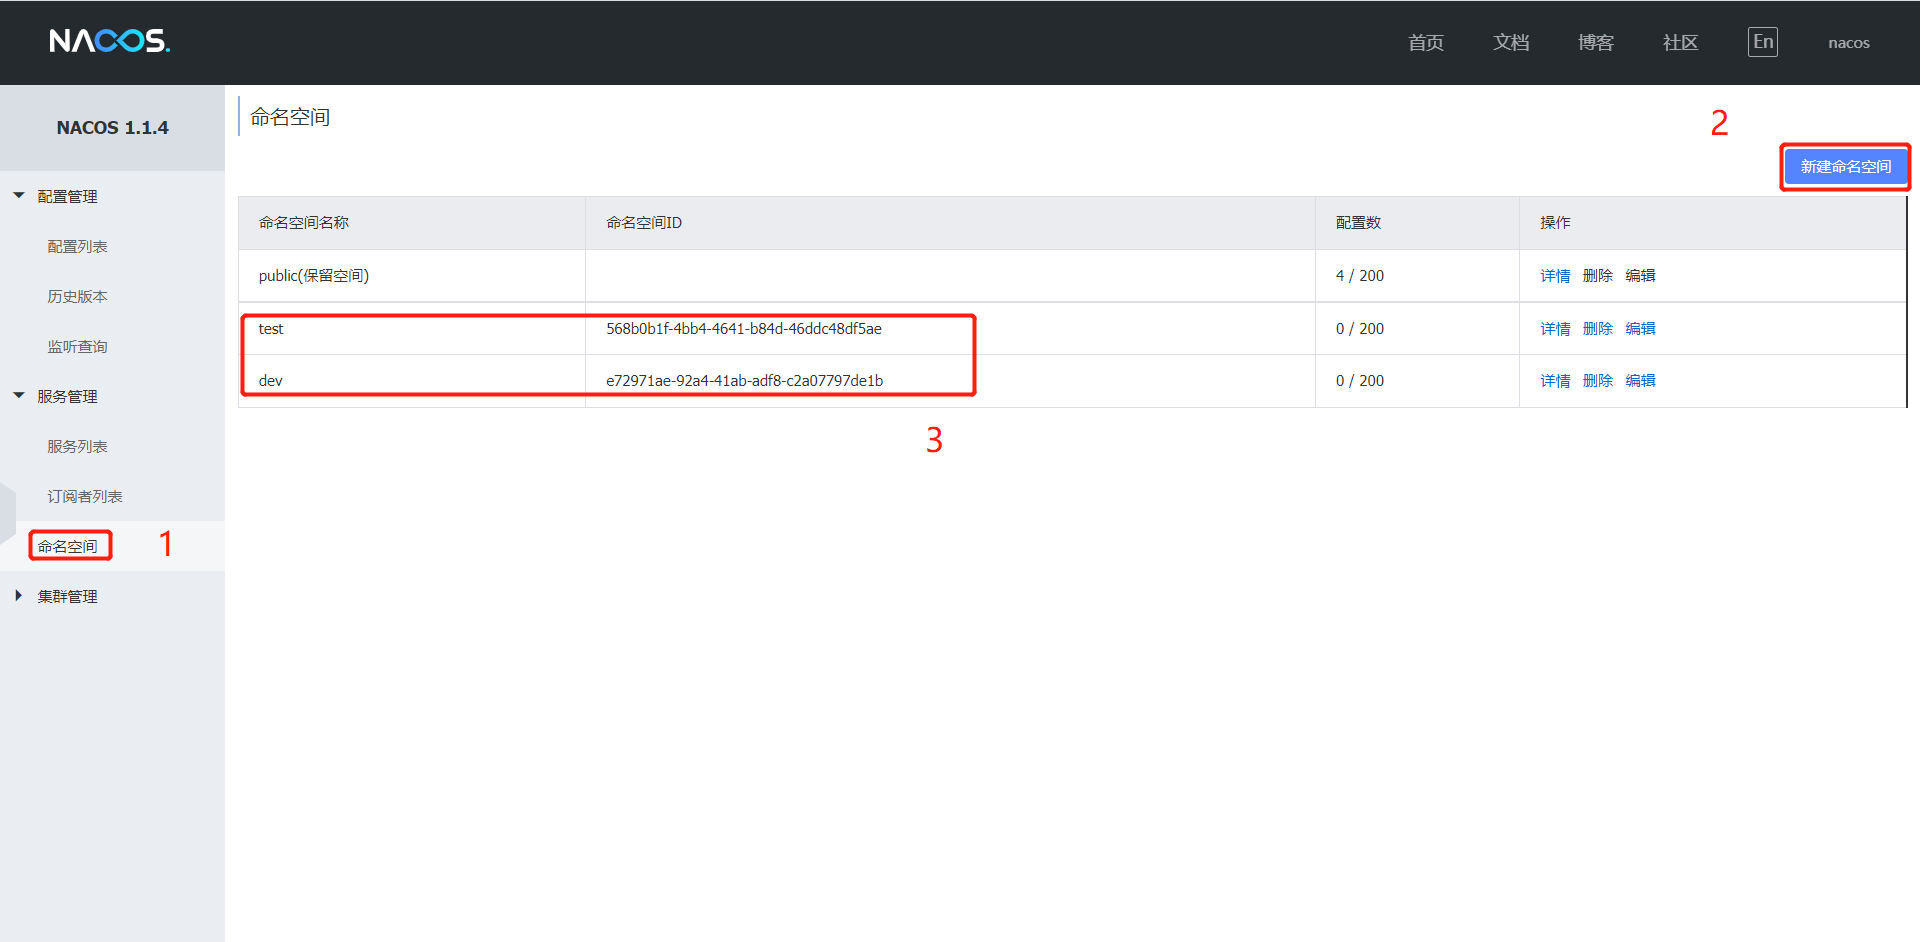 NACOS.
首页 文档 博客 社区 En nacos
NACOS 1.1.4
配置管理
配置列表
历史版本
监听查询
服务管理
服务列表
订阅者列表
命名空间 1
集群管理
命名空间
2
新建命名空间
命名空间名称 命名空间ID 配置数 操作
public(保留空间) 4 / 200 详情 删除 编辑
test 568b0b1f-4bb4-4641-b84d-46ddc48df5ae 0 / 200 详情 删除 编辑
dev e72971ae-92a4-41ab-adf8-c2a07797de1b 0 / 200 详情 删除 编辑
3